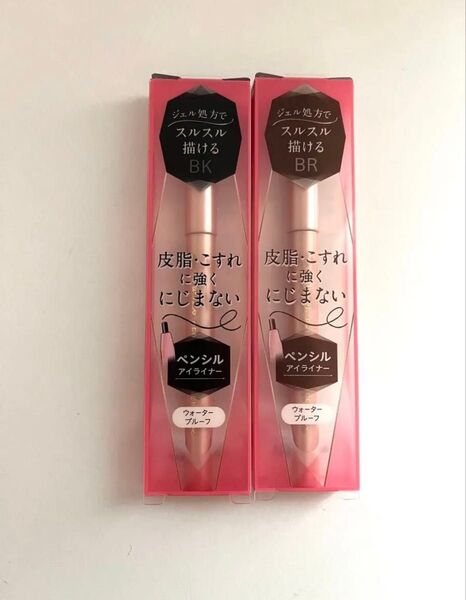 ジェル処方で
スルスル
描ける
BK
皮脂・こすれ
に強く
にじまない
ペンシル
アイライナー
ウォーター
プルーフ
ジェル処方で
スルスル
描ける
BR
皮脂・こすれ
に強く
にじまない
ペンシル
アイライナー
ウォーター
プルーフ